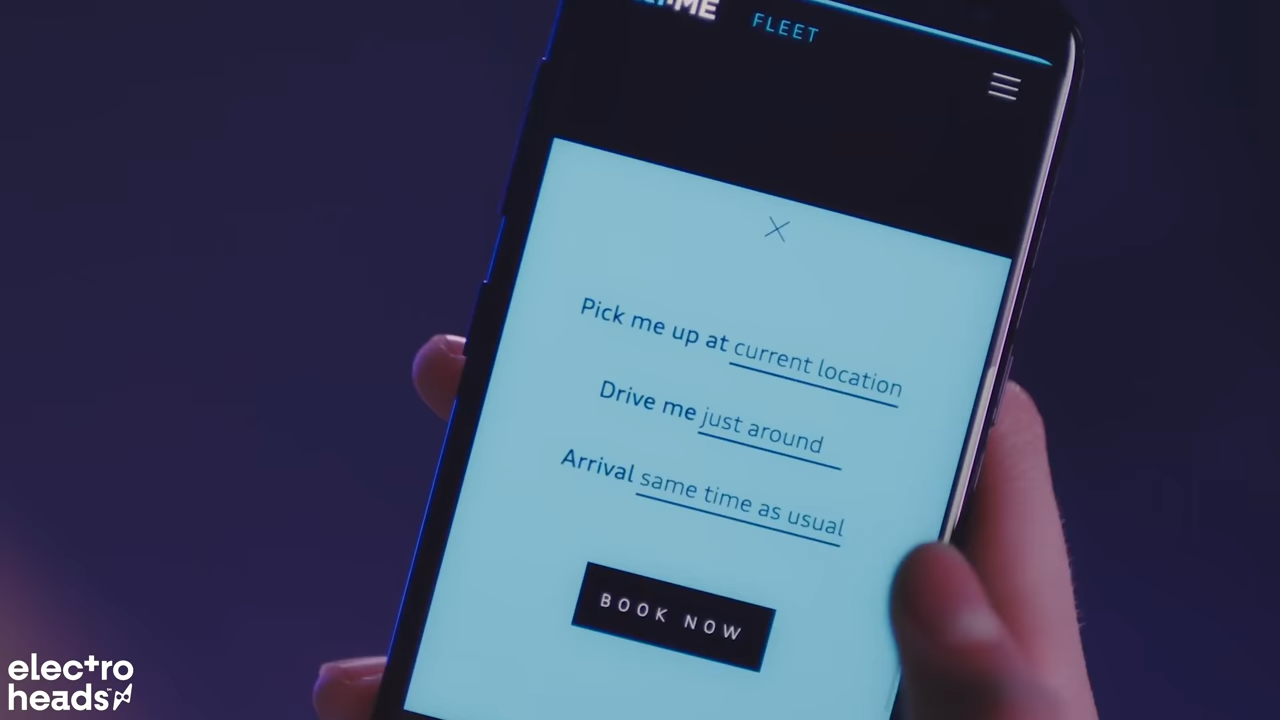 FLEET
Pick me up at current location
Drive me just around
Arrival same time as usual
BOOK NOW
electro
heads